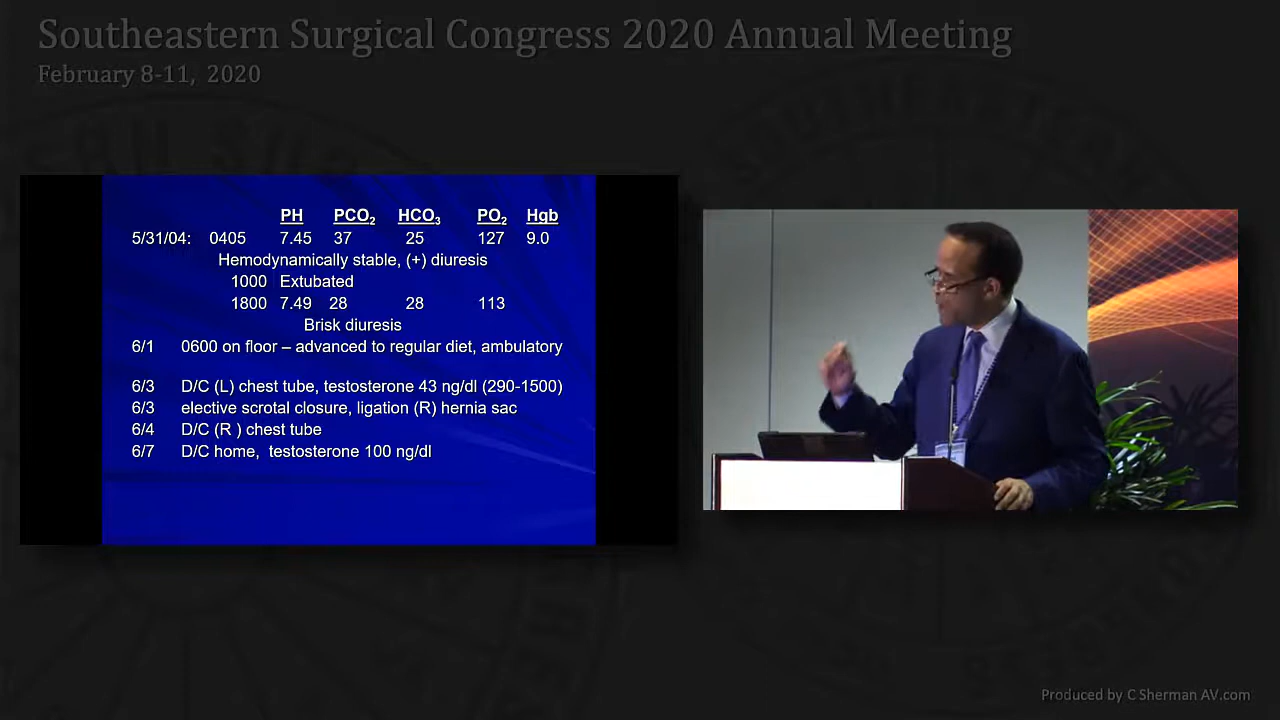 Southeastern Surgical Congress 2020 Annual Meeting
February 8-11, 2020
PH PCO2 HCO3 PO2 Hgb
5/31/04: 0405 7.45 37 25 127 9.0
Hemodynamically stable, (+) diuresis
1000 Extubated
1800 7.49 28 28 113
Brisk diuresis
6/1 0600 on floor – advanced to regular diet, ambulatory
6/3 D/C (L) chest tube, testosterone 43 ng/dl (290-1500)
6/3 elective scrotal closure, ligation (R) hernia sac
6/4 D/C (R ) chest tube
6/7 D/C home, testosterone 100 ng/dl
Produced by C Sherman AV.com